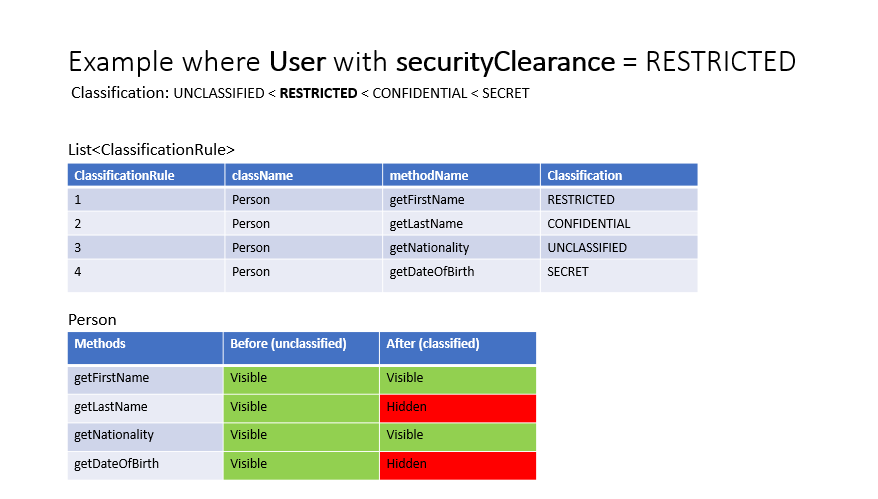 Example where User with securityClearance = RESTRICTED
Classification: UNCLASSIFIED < RESTRICTED < CONFIDENTIAL < SECRET
List<ClassificationRule>
ClassificationRule className methodName Classification
1 Person getFirstName RESTRICTED
2 Person getLastName CONFIDENTIAL
3 Person getNationality UNCLASSIFIED
4 Person getDateOfBirth SECRET
Person
Methods Before (unclassified) After (classified)
getFirstName Visible Visible
getLastName Visible Hidden
getNationality Visible Visible
getDateOfBirth Visible Hidden